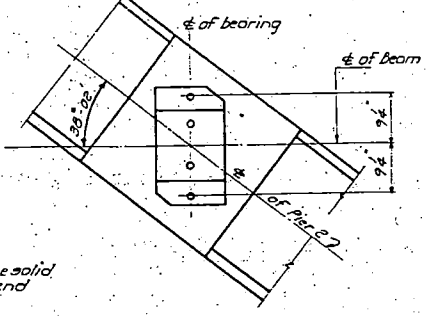 ℄ of bearing
℄ of Beam
38° 02'
9¼"
9¼"
℄ of Pier 27
e solid
end